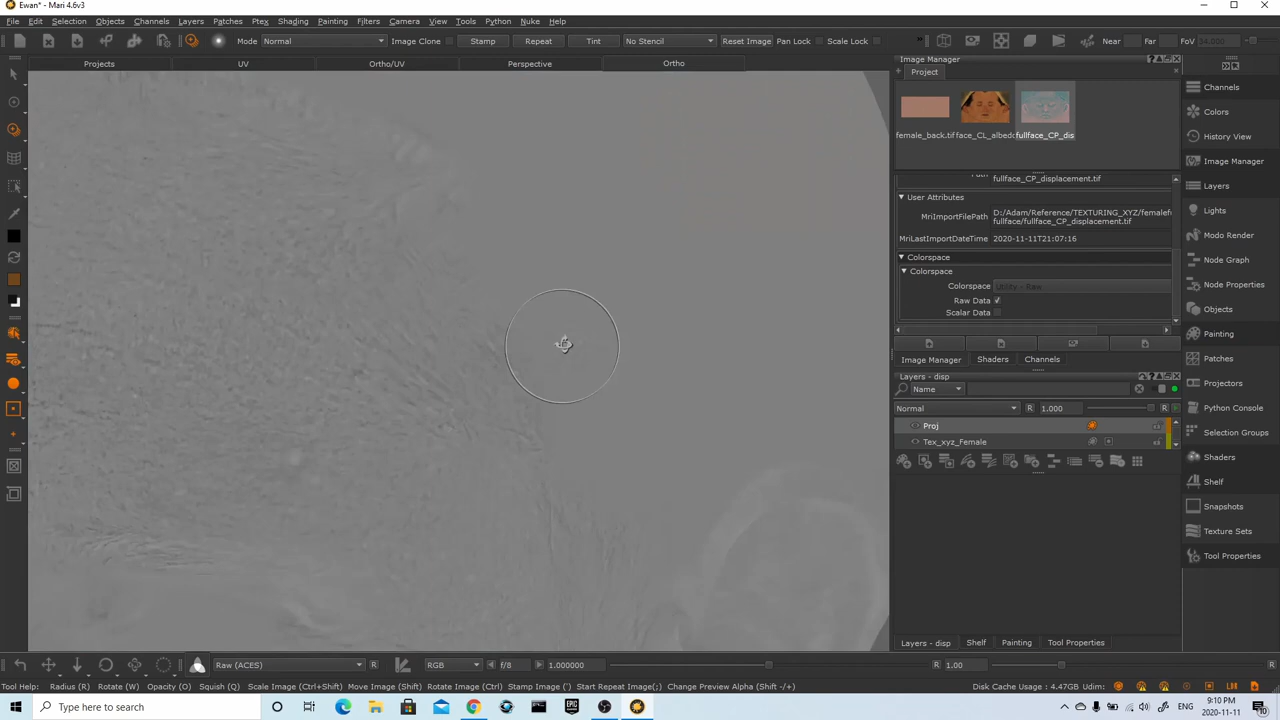 Ewan* - Mari 4.6v3
File Edit* Selection Objects Channels Layers Patches Ptex Shading Painting Filters Camera View Tools Python Nuke Help
Mode Normal Image Clone Stamp Repeat Tint No Stencil Reset Image Pan Lock Scale Lock Near Far FoV 24.000
Projects UV Ortho/UV Perspective Ortho
Image Manager
Project
female_back.tif face_CL_albedo fullface_CP_dis
Path fullface_CP_displacement.tif
User Attributes
MriImportFilePath D:/Adam/Reference/TEXTURING_XYZ/femalef
fullface/fullface_CP_displacement.tif
MriLastImportDateTime 2020-11-11T21:07:16
Colorspace
Colorspace
Colorspace Utility - Raw
Raw Data
Scalar Data
Image Manager Shaders Channels
Layers - disp
Name
Normal R 1.000 R
Proj
Tex_xyz_Female
Layers - disp Shelf Painting Tool Properties
Channels
Colors
History View
Image Manager
Layers
Lights
Modo Render
Node Graph
Node Properties
Objects
Painting
Patches
Projectors
Python Console
Selection Groups
Shaders
Shelf
Snapshots
Texture Sets
Tool Properties
Raw (ACES) R RGB f/8 1.000000 R 1.00 R
Tool Help: Radius (R) Rotate (W) Opacity (O) Squish (Q) Scale Image (Ctrl+Shift) Move Image (Shift) Rotate Image (Ctrl) Stamp Image (') Start Repeat Image(;) Change Preview Alpha (Shift -/+) Disk Cache Usage : 4.47GB Udim:
Type here to search
ENG
9:10 PM
2020-11-11
10